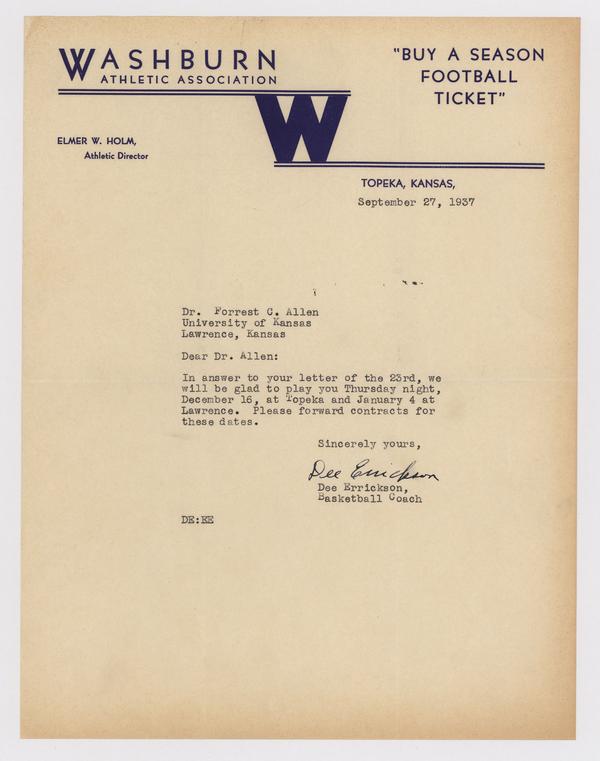 WASHBURN
ATHLETIC ASSOCIATION
"BUY A SEASON
FOOTBALL
TICKET"
W
ELMER W. HOLM,
Athletic Director
TOPEKA, KANSAS,
September 27, 1937
Dr. Forrest C. Allen
University of Kansas
Lawrence, Kansas
Dear Dr. Allen:
In answer to your letter of the 23rd, we
will be glad to play you Thursday night,
December 16, at Topeka and January 4 at
Lawrence. Please forward contracts for
these dates.
Sincerely yours,
Dee Errickson
Dee Errickson,
Basketball Coach
DE:EE